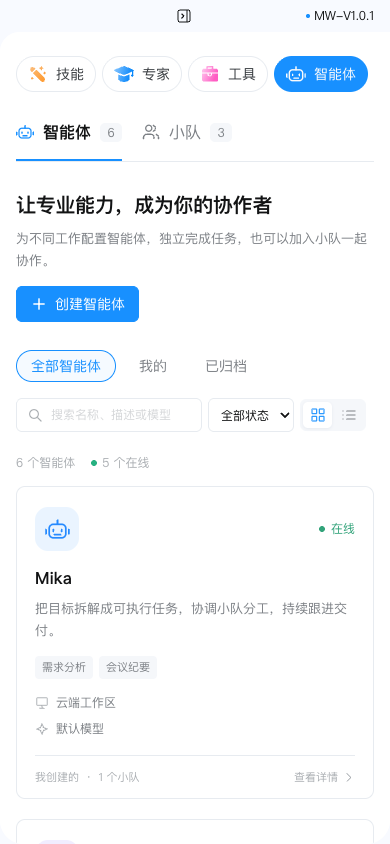 MW-V1.0.1
技能
专家
工具
智能体
智能体 6
小队 3
让专业能力，成为你的协作者
为不同工作配置智能体，独立完成任务，也可以加入小队一起
协作。
创建智能体
全部智能体
我的
已归档
搜索名称、描述或模型
全部状态
6 个智能体
5 个在线
在线
Mika
把目标拆解成可执行任务，协调小队分工，持续跟进交
付。
需求分析
会议纪要
云端工作区
默认模型
我创建的 · 1 个小队
查看详情